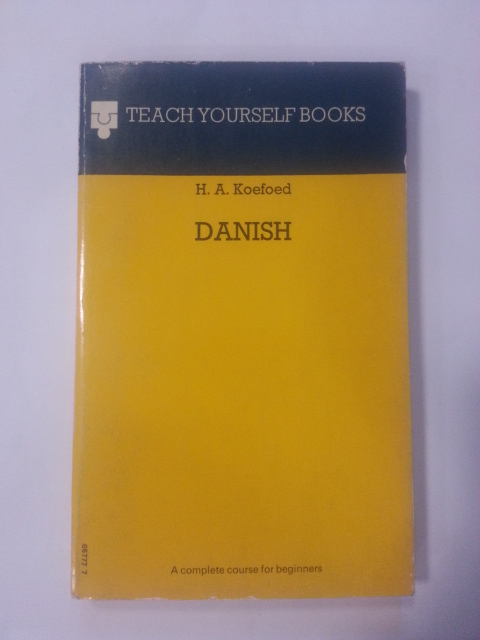 TEACH YOURSELF BOOKS
H. A. Koefoed
DANISH
A complete course for beginners